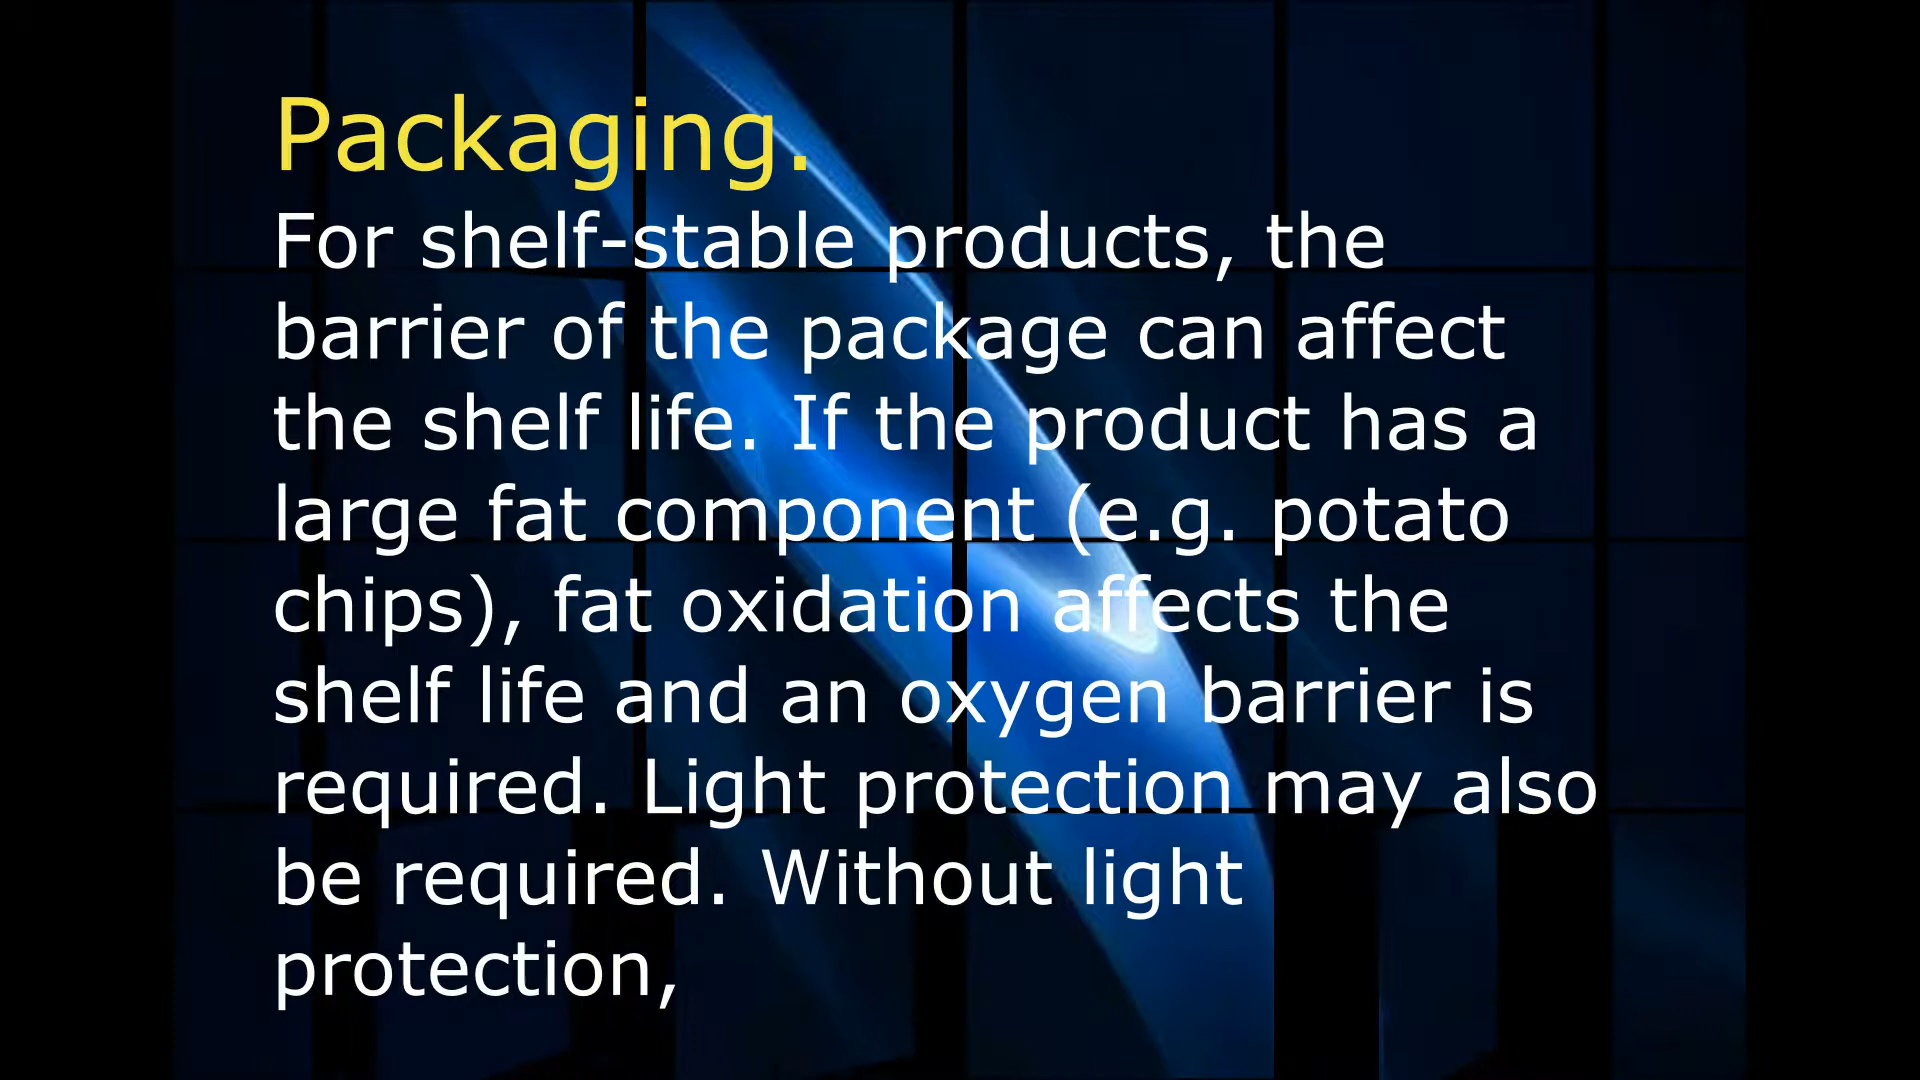 Packaging.
For shelf-stable products, the
barrier of the package can affect
the shelf life. If the product has a
large fat component (e.g. potato
chips), fat oxidation affects the
shelf life and an oxygen barrier is
required. Light protection may also
be required. Without light
protection,